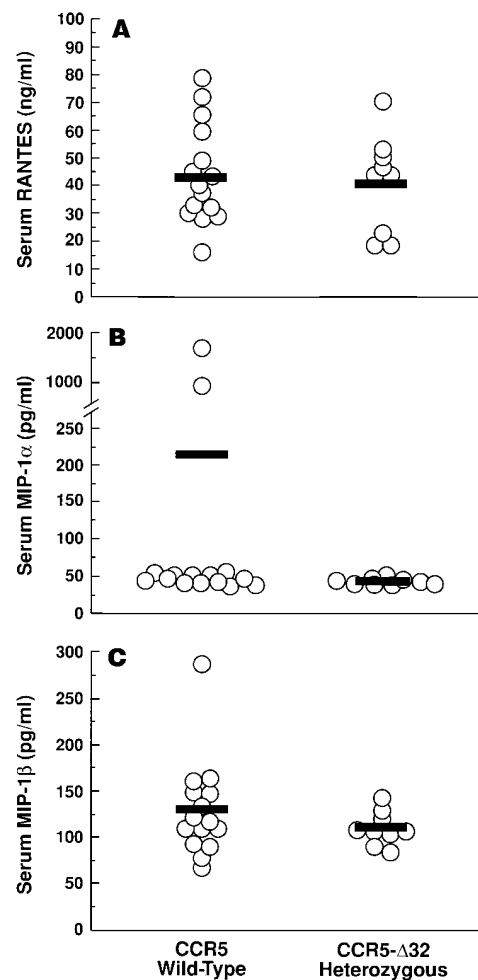 A
Serum RANTES (ng/ml)
100
90
80
70
60
50
40
30
20
10
0
B
Serum MIP-1α (pg/ml)
2000
1000
250
200
150
100
50
0
C
Serum MIP-1β (pg/ml)
300
250
200
150
100
50
0
CCR5
Wild-Type
CCR5-Δ32
Heterozygous